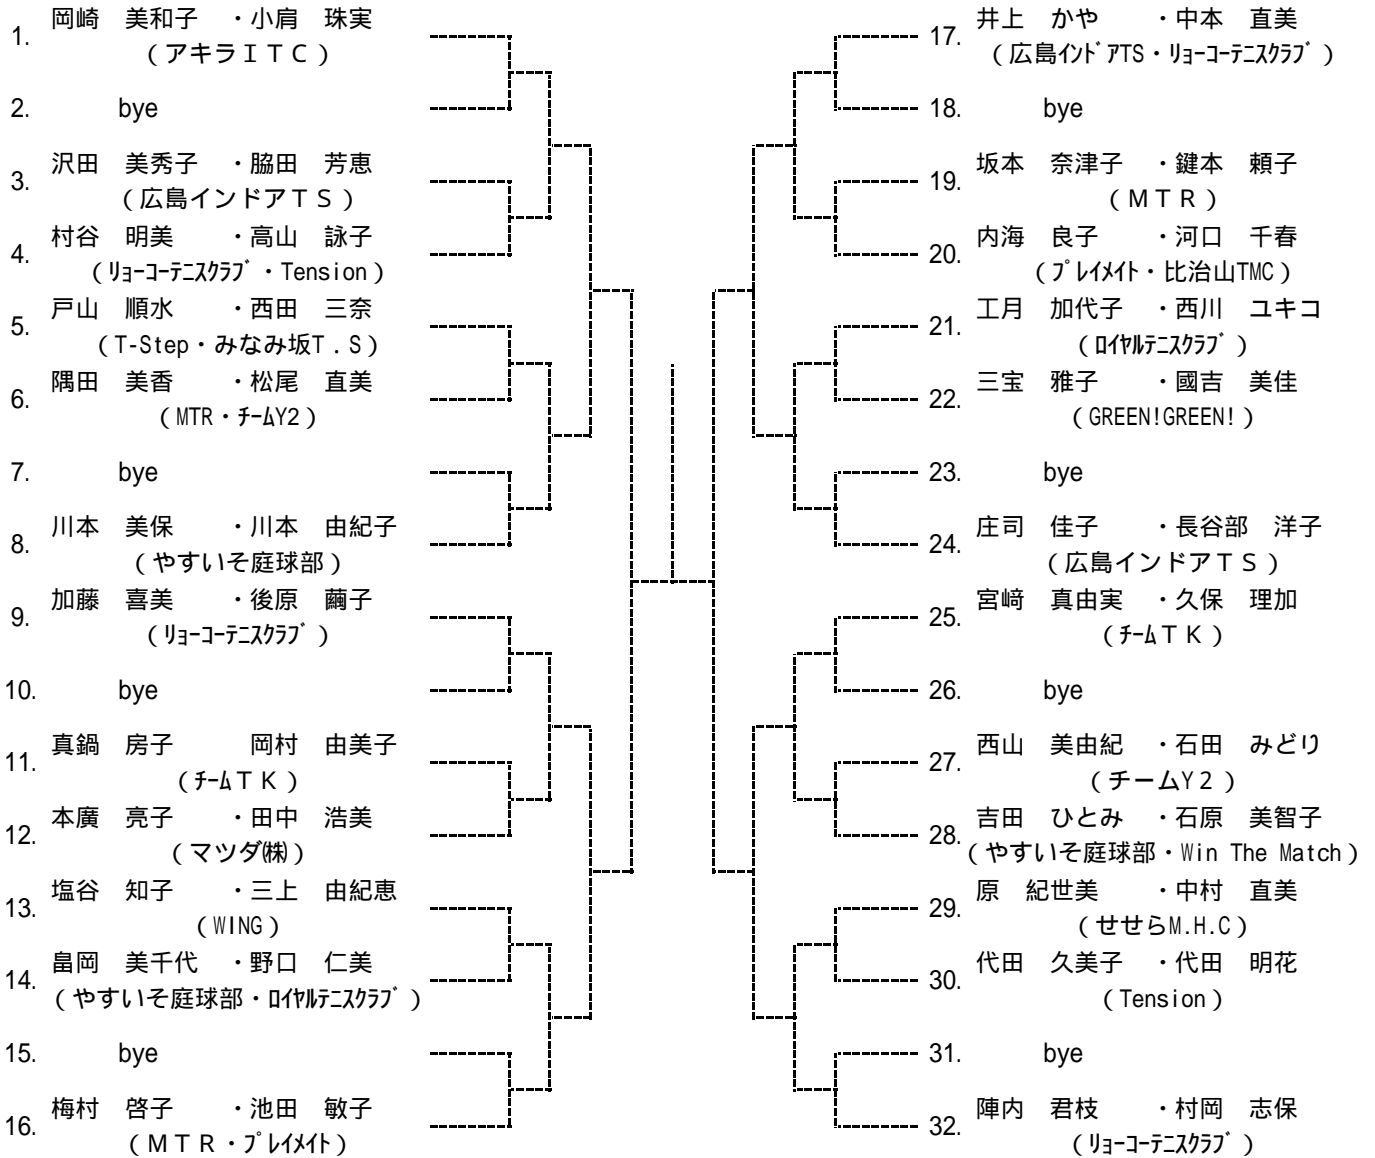 1. 岡崎　美和子　・小肩　珠実
（アキラＩＴＣ）
2. bye
3. 沢田　美秀子　・脇田　芳恵
（広島インドアＴＳ）
4. 村谷　明美　　・高山　詠子
（ﾘｮｰｺｰﾃﾆｽｸﾗﾌﾞ・Tension）
5. 戸山　順水　　・西田　三奈
（T-Step・みなみ坂T．S）
6. 隅田　美香　　・松尾　直美
（MTR・ﾁｰﾑY2）
7. bye
8. 川本　美保　　・川本　由紀子
（やすいそ庭球部）
9. 加藤　喜美　　・後原　繭子
（ﾘｮｰｺｰﾃﾆｽｸﾗﾌﾞ）
10. bye
11. 真鍋　房子　　　岡村　由美子
（ﾁｰﾑＴＫ）
12. 本廣　亮子　　・田中　浩美
（マツダ㈱）
13. 塩谷　知子　　・三上　由紀恵
（WING）
14. 畠岡　美千代　・野口　仁美
（やすいそ庭球部・ﾛｲﾔﾙﾃﾆｽｸﾗﾌﾞ）
15. bye
16. 梅村　啓子　　・池田　敏子
（ＭＴＲ・ﾌﾟﾚｲﾒｲﾄ）
17. 井上　かや　　・中本　直美
（広島ｲﾝﾄﾞｱTS・ﾘｮｰｺｰﾃﾆｽｸﾗﾌﾞ）
18. bye
19. 坂本　奈津子　・鍵本　頼子
（ＭＴＲ）
20. 内海　良子　　・河口　千春
（ﾌﾟﾚｲﾒｲﾄ・比治山TMC）
21. 工月　加代子　・西川　ユキコ
（ﾛｲﾔﾙﾃﾆｽｸﾗﾌﾞ）
22. 三宝　雅子　　・國吉　美佳
（GREEN!GREEN!）
23. bye
24. 庄司　佳子　　・長谷部　洋子
（広島インドアＴＳ）
25. 宮﨑　真由実　・久保　理加
（ﾁｰﾑＴＫ）
26. bye
27. 西山　美由紀　・石田　みどり
（チームY2）
28. 吉田　ひとみ　・石原　美智子
（やすいそ庭球部・Win The Match）
29. 原　紀世美　　・中村　直美
（せせらM.H.C）
30. 代田　久美子　・代田　明花
（Tension）
31. bye
32. 陣内　君枝　　・村岡　志保
（ﾘｮｰｺｰﾃﾆｽｸﾗﾌﾞ）